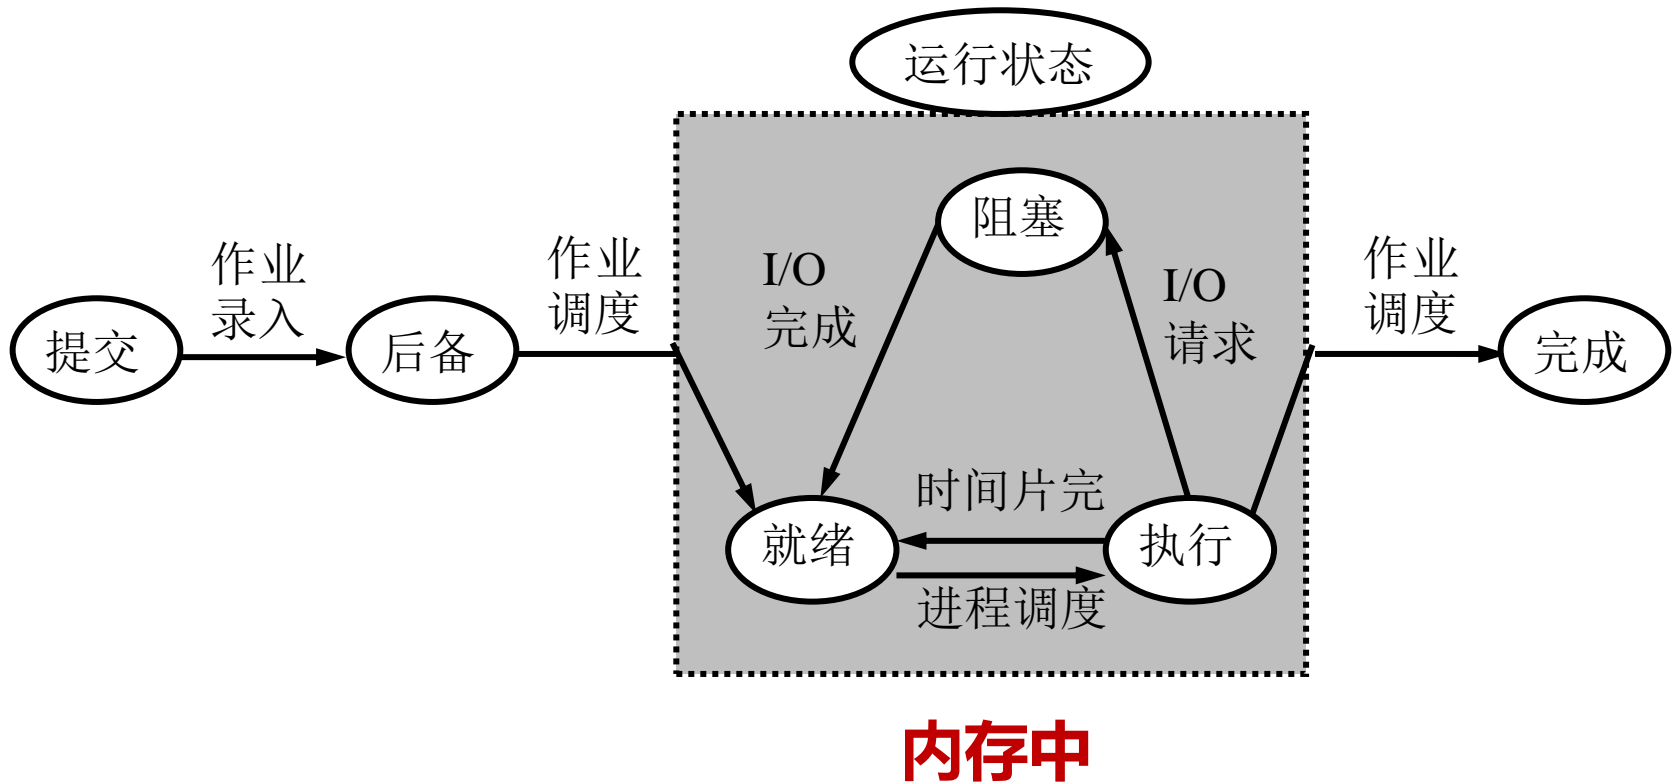 运行状态
阻塞
作业
录入
作业
调度
I/O
完成
I/O
请求
作业
调度
提交
后备
完成
时间片完
就绪
执行
进程调度
内存中